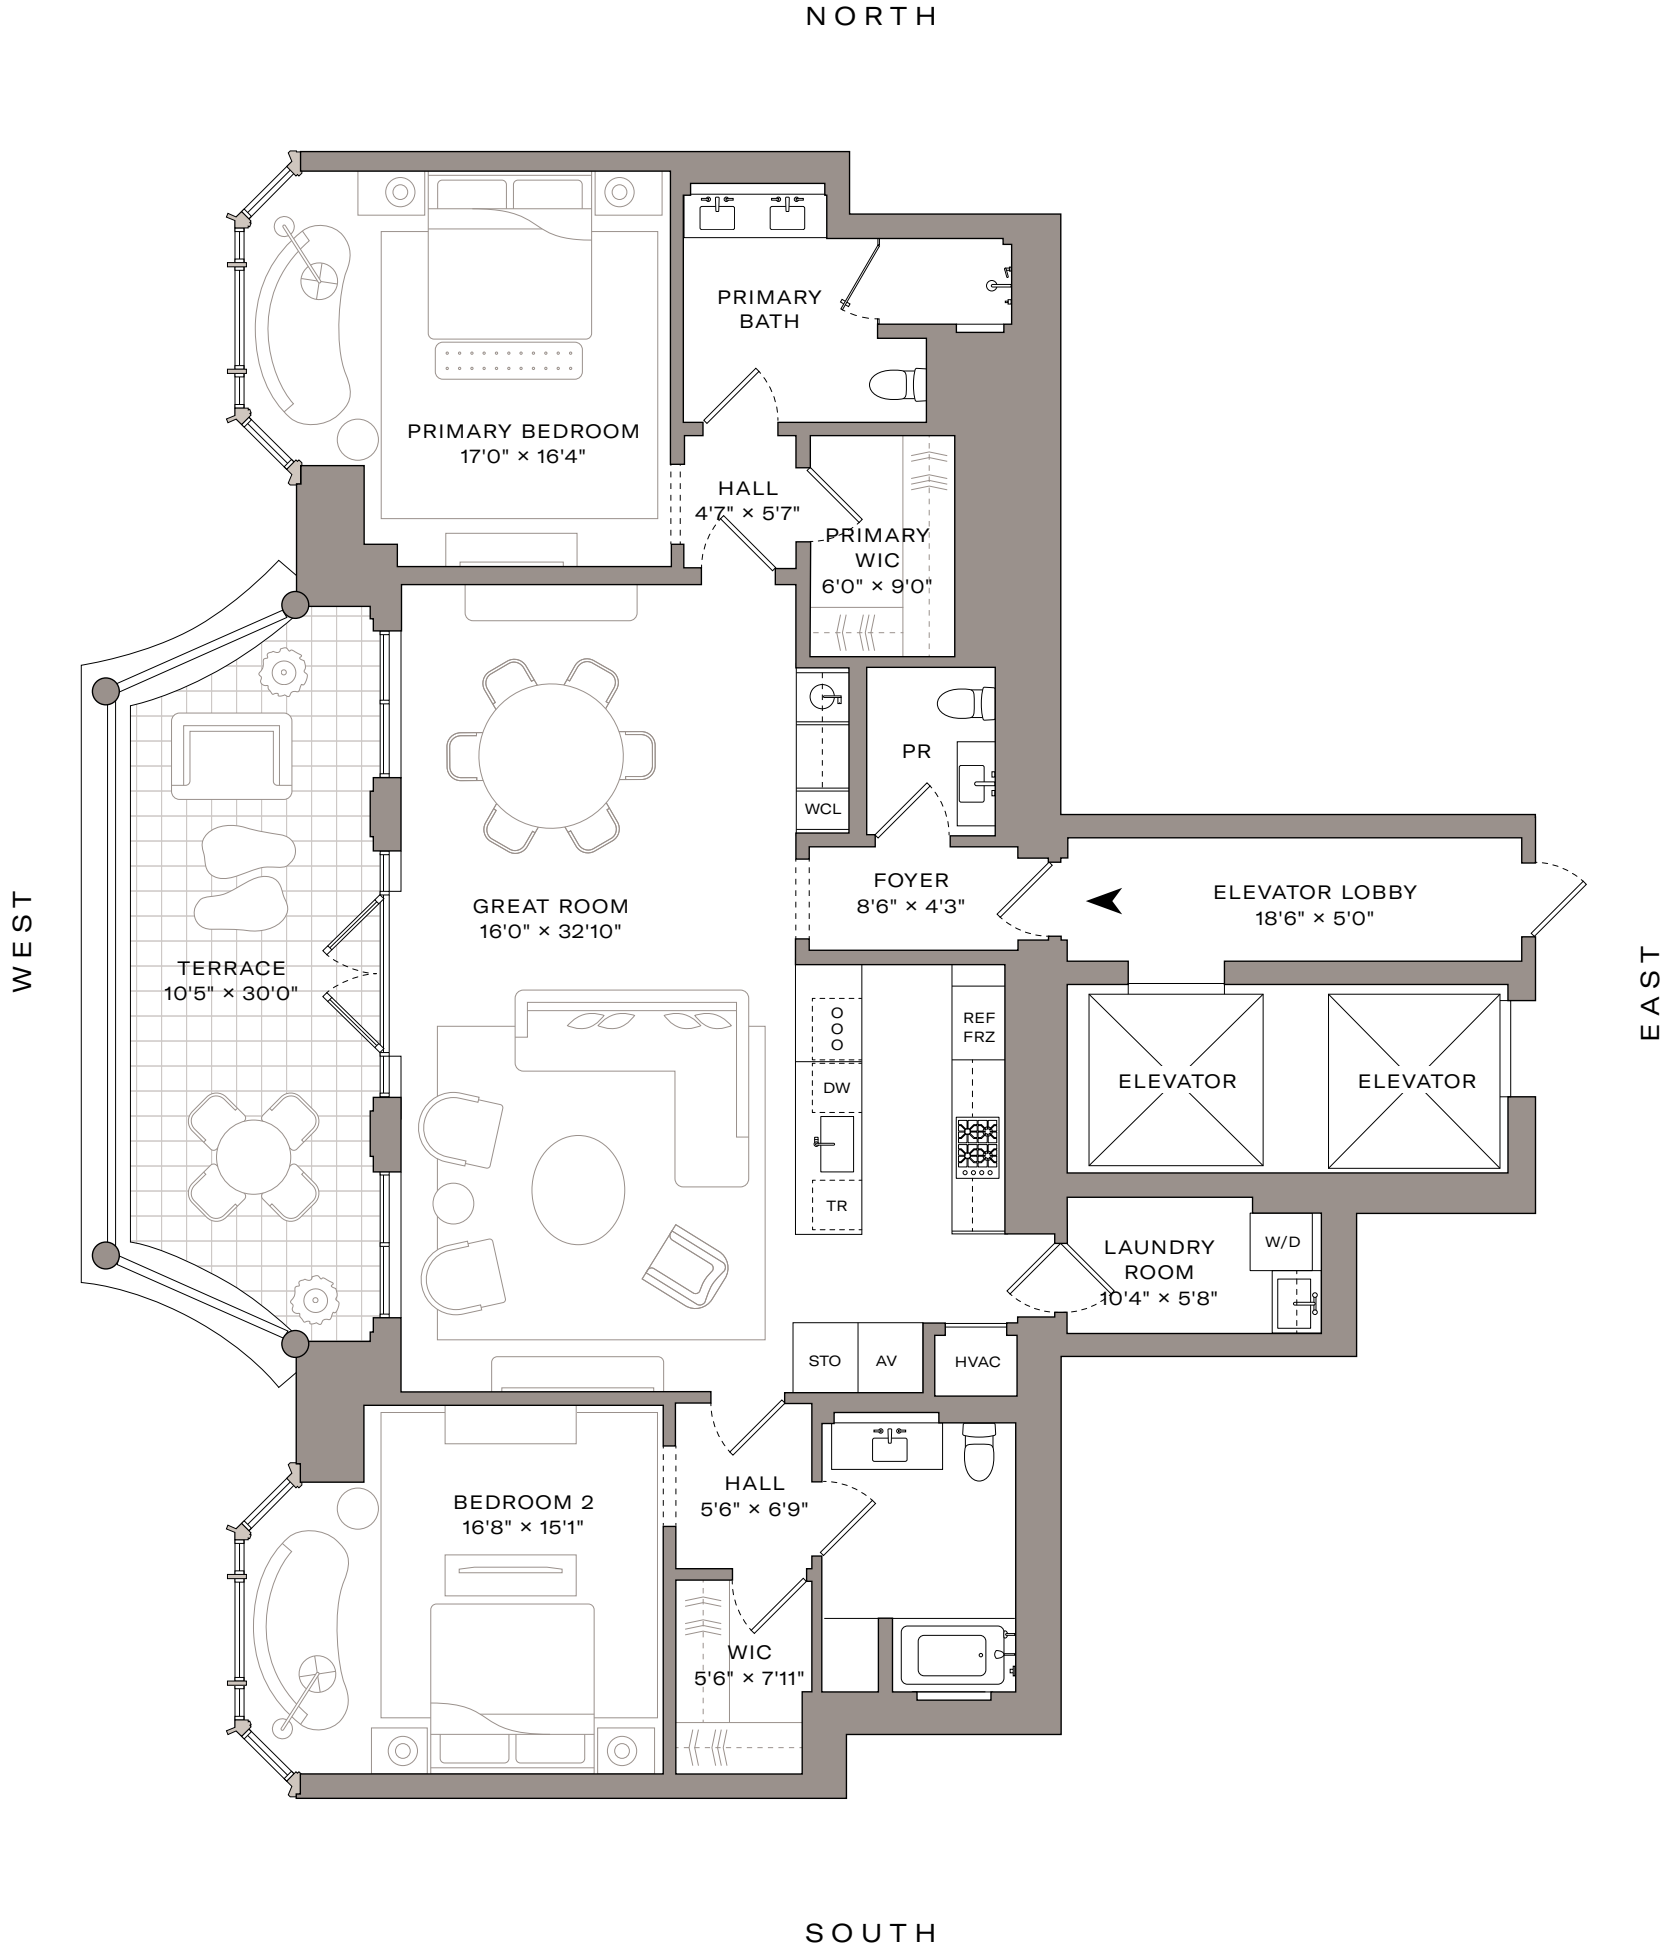 NORTH
PRIMARY
BATH
PRIMARY BEDROOM
17'0" × 16'4"
HALL
4'7" × 5'7"
PRIMARY
WIC
6'0" × 9'0"
PR
WCL
FOYER
8'6" × 4'3"
ELEVATOR LOBBY
18'6" × 5'0"
GREAT ROOM
16'0" × 32'10"
WEST
EAST
TERRACE
10'5" × 30'0"
REF
FRZ
DW
TR
ELEVATOR
ELEVATOR
LAUNDRY
ROOM
10'4" × 5'8"
W/D
STO
AV
HVAC
HALL
5'6" × 6'9"
BEDROOM 2
16'8" × 15'1"
WIC
5'6" × 7'11"
SOUTH